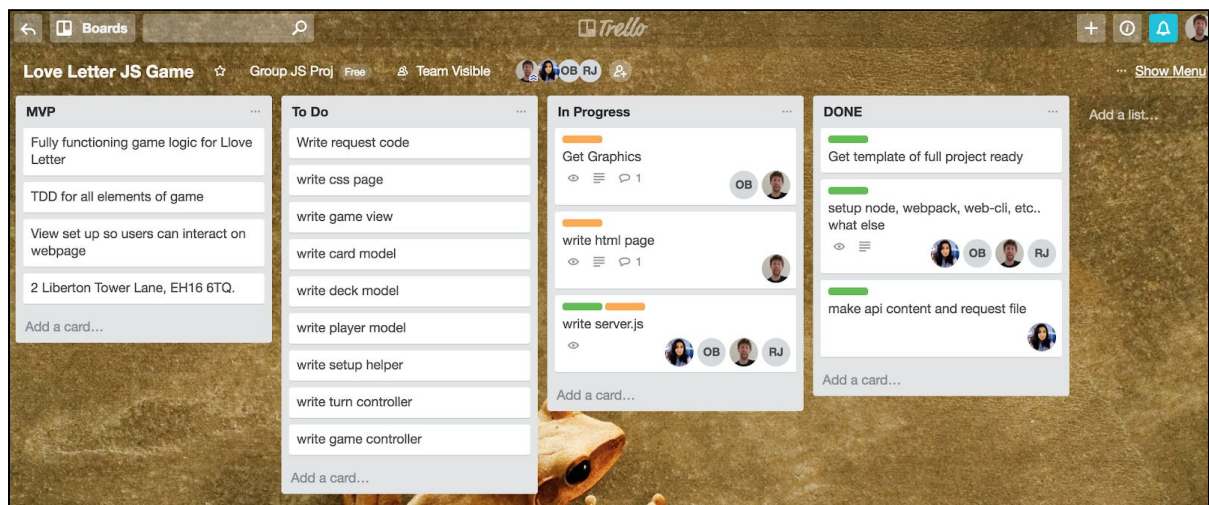 Boards
Trello
Love Letter JS Game
Group JS Proj Free
Team Visible
OB RJ
... Show Menu
MVP ...
Fully functioning game logic for Llove
Letter
TDD for all elements of game
View set up so users can interact on
webpage
2 Liberton Tower Lane, EH16 6TQ.
Add a card...
To Do ...
Write request code
write css page
write game view
write card model
write deck model
write player model
write setup helper
write turn controller
write game controller
Add a card...
In Progress ...
Get Graphics
1
OB
write html page
1
write server.js
OB RJ
Add a card...
DONE ...
Get template of full project ready
setup node, webpack, web-cli, etc..
what else
OB RJ
make api content and request file
Add a card...
Add a list...